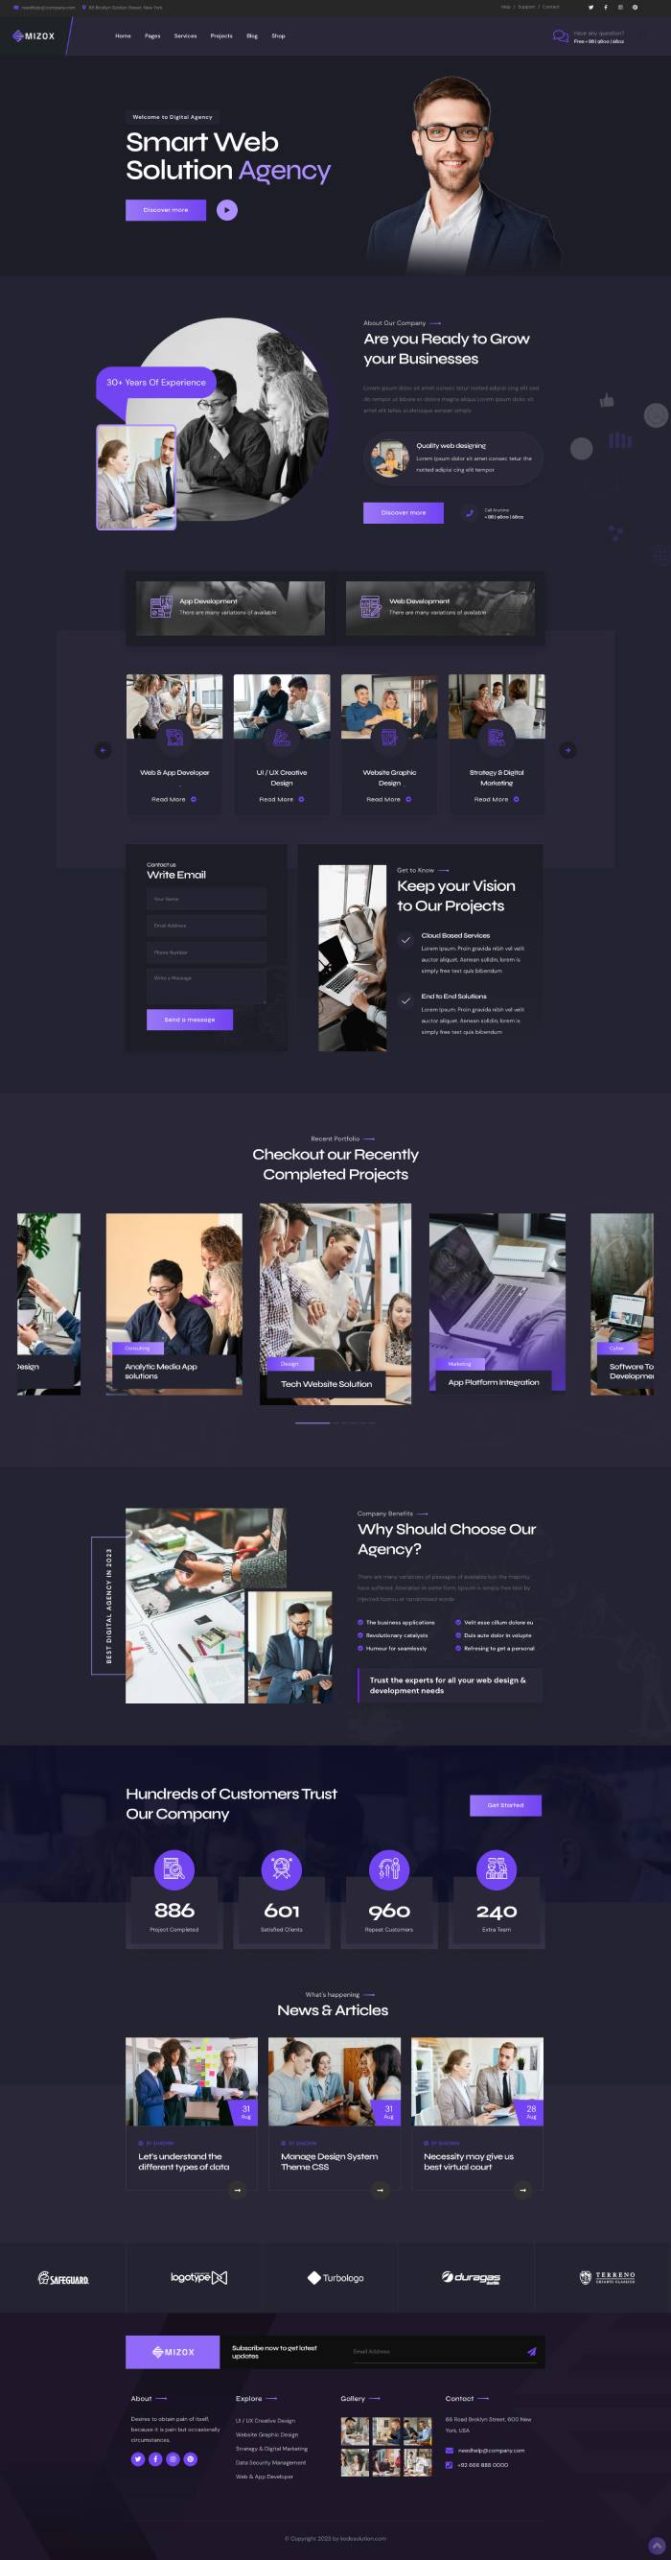 needhelp@company.com
88 Broklyn Golden Street, New York
Help / Support / Contact
MIZOX
Home
Pages
Services
Projects
Blog
Shop
Have any question?
Welcome to Digital Agency
Smart Web
Solution Agency
Discover more
About Our Company
Are you Ready to Grow
your Businesses
30+ Years Of Experience
Quality web designing
Lorem ipsum dolor sit amet consec tetur the
notted adipisi cing elit tempor
Discover more
Call Anytime
App Development
There are many variations of available
Web Development
There are many variations of available
Web & App Developer
Read More
UI / UX Creative
Design
Read More
Website Graphic
Design
Read More
Strategy & Digital
Marketing
Read More
Contact us
Write Email
Your Name
Email Address
Phone Number
Write a Message
Send a message
Get to Know
Keep your Vision
to Our Projects
Cloud Based Services
Lorem Ipsum. Proin gravida nibh vel velit
auctor aliquet. Aenean sollidin, lorem is
simply free text quis bibendum
End to End Solutions
Lorem Ipsum. Proin gravida nibh vel velit
auctor aliquet. Aenean sollidin, lorem is
simply free text quis bibendum
Recent Portfolio
Checkout our Recently
Completed Projects
Design
Consulting
Analytic Media App
solutions
Design
Tech Website Solution
Marketing
App Platform Integration
Cyber
Software To
Developme
BEST DIGITAL AGENCY IN 2023
Company Benefits
Why Should Choose Our
Agency?
The business applications
Revolutionary catalysts
Humour for seamlessly
Velit esse cillum dolore eu
Duis aute dolor in volupte
Refresing to get a personal
Trust the experts for all your web design &
development needs
Hundreds of Customers Trust
Our Company
Get Started
886
Project Completed
601
Satisfied Clients
960
Repeat Customers
240
Extra Team
What's happening
News & Articles
31
Aug
Let's understand the
different types of data
31
Aug
Manage Design System
Theme CSS
28
Aug
Necessity may give us
best virtual court
SAFEGUARD
logotype
Turbologo
duragas
TERRENO
MIZOX
Subscribe now to get latest
updates
Email Address
About
Desires to obtain pain of itself,
because it is pain but occasionally
circumstances.
Explore
UI / UX Creative Design
Website Graphic Design
Strategy & Digital Marketing
Data Security Management
Web & App Developer
Gallery
Contact
66 Road Broklyn Street, 600 New
York, USA
needhelp@company.com
+92 666 888 0000